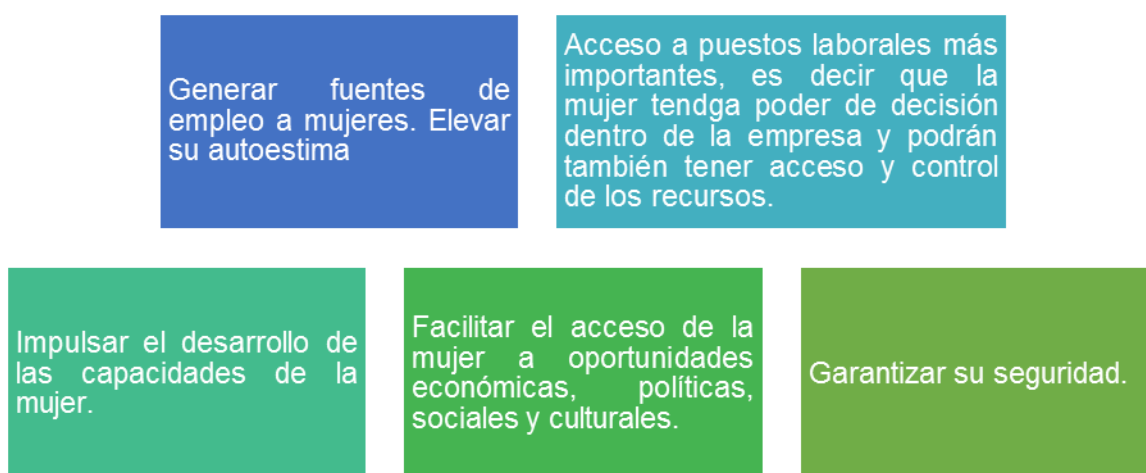 Generar fuentes de
empleo a mujeres. Elevar
su autoestima
Acceso a puestos laborales más
importantes, es decir que la
mujer tendga poder de decisión
dentro de la empresa y podrán
también tener acceso y control
de los recursos.
Impulsar el desarrollo de
las capacidades de la
mujer.
Facilitar el acceso de la
mujer a oportunidades
económicas, políticas,
sociales y culturales.
Garantizar su seguridad.